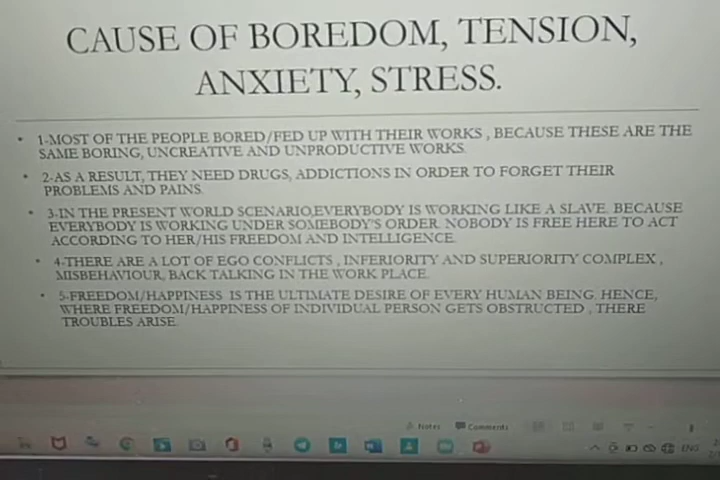 CAUSE OF BOREDOM, TENSION,
ANXIETY, STRESS.
• 1-MOST OF THE PEOPLE BORED/FED UP WITH THEIR WORKS , BECAUSE THESE ARE THE
SAME BORING, UNCREATIVE AND UNPRODUCTIVE WORKS.
• 2-AS A RESULT, THEY NEED DRUGS, ADDICTIONS IN ORDER TO FORGET THEIR
PROBLEMS AND PAINS.
• 3-IN THE PRESENT WORLD SCENARIO,EVERYBODY IS WORKING LIKE A SLAVE. BECAUSE
EVERYBODY IS WORKING UNDER SOMEBODY'S ORDER. NOBODY IS FREE HERE TO ACT
ACCORDING TO HER/HIS FREEDOM AND INTELLIGENCE.
• 4-THERE ARE A LOT OF EGO CONFLICTS , INFERIORITY AND SUPERIORITY COMPLEX ,
MISBEHAVIOUR, BACK TALKING IN THE WORK PLACE.
• 5-FREEDOM/HAPPINESS IS THE ULTIMATE DESIRE OF EVERY HUMAN BEING. HENCE,
WHERE FREEDOM/HAPPINESS OF INDIVIDUAL PERSON GETS OBSTRUCTED , THERE
TROUBLES ARISE.
Notes Comments
ENG